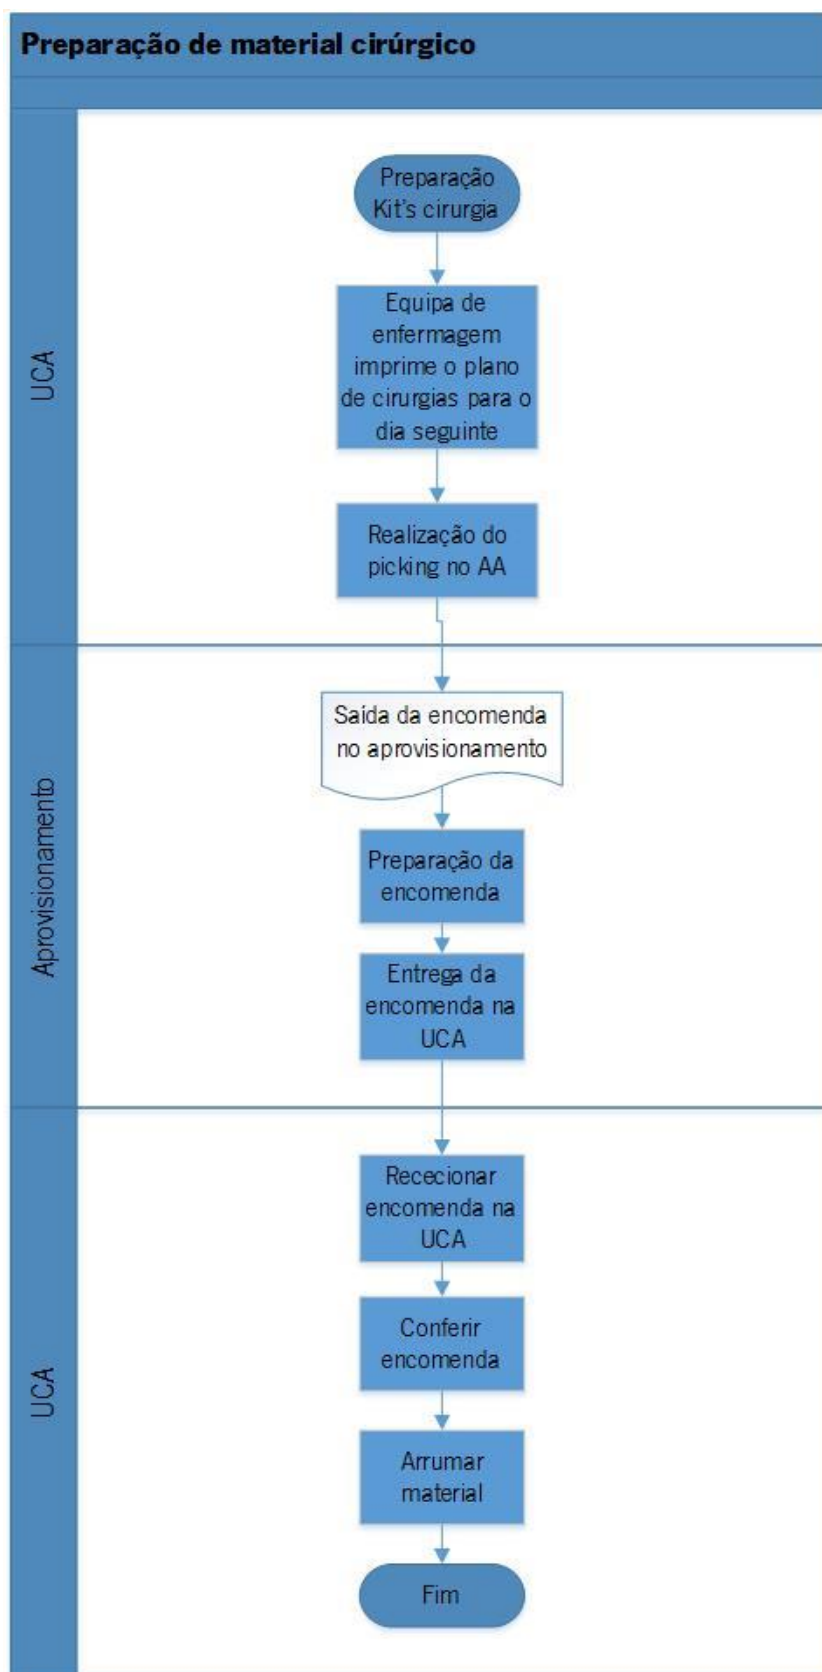 Preparação de material cirúrgico
UCA
Preparação
Kit's cirurgia
Equipa de
enfermagem
imprime o plano
de cirurgias para o
dia seguinte
Realização do
picking no AA
Aprovisionamento
Saída da encomenda
no aprovisionamento
Preparação da
encomenda
Entrega da
encomenda na
UCA
UCA
Rececionar
encomenda na
UCA
Conferir
encomenda
Arrumar
material
Fim